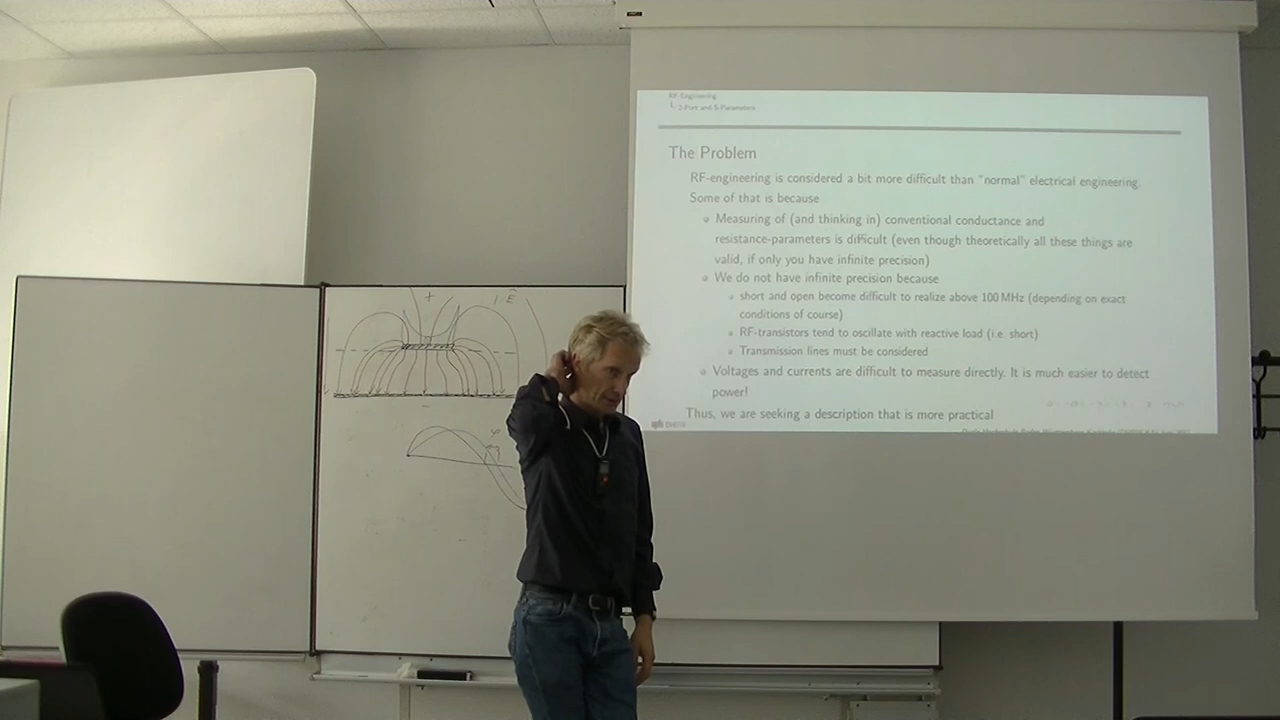 RF-Engineering
2-Port and S-Parameters
The Problem
RF-engineering is considered a bit more difficult than "normal" electrical engineering.
Some of that is because
Measuring of (and thinking in) conventional conductance and
resistance-parameters is difficult (even though theoretically all these things are
valid, if only you have infinite precision)
We do not have infinite precision because
short and open become difficult to realize above 100 MHz (depending on exact
conditions of course)
RF-transistors tend to oscillate with reactive load (i.e. short)
Transmission lines must be considered
Voltages and currents are difficult to measure directly. It is much easier to detect
power!
Thus, we are seeking a description that is more practical
+
E
-
φ